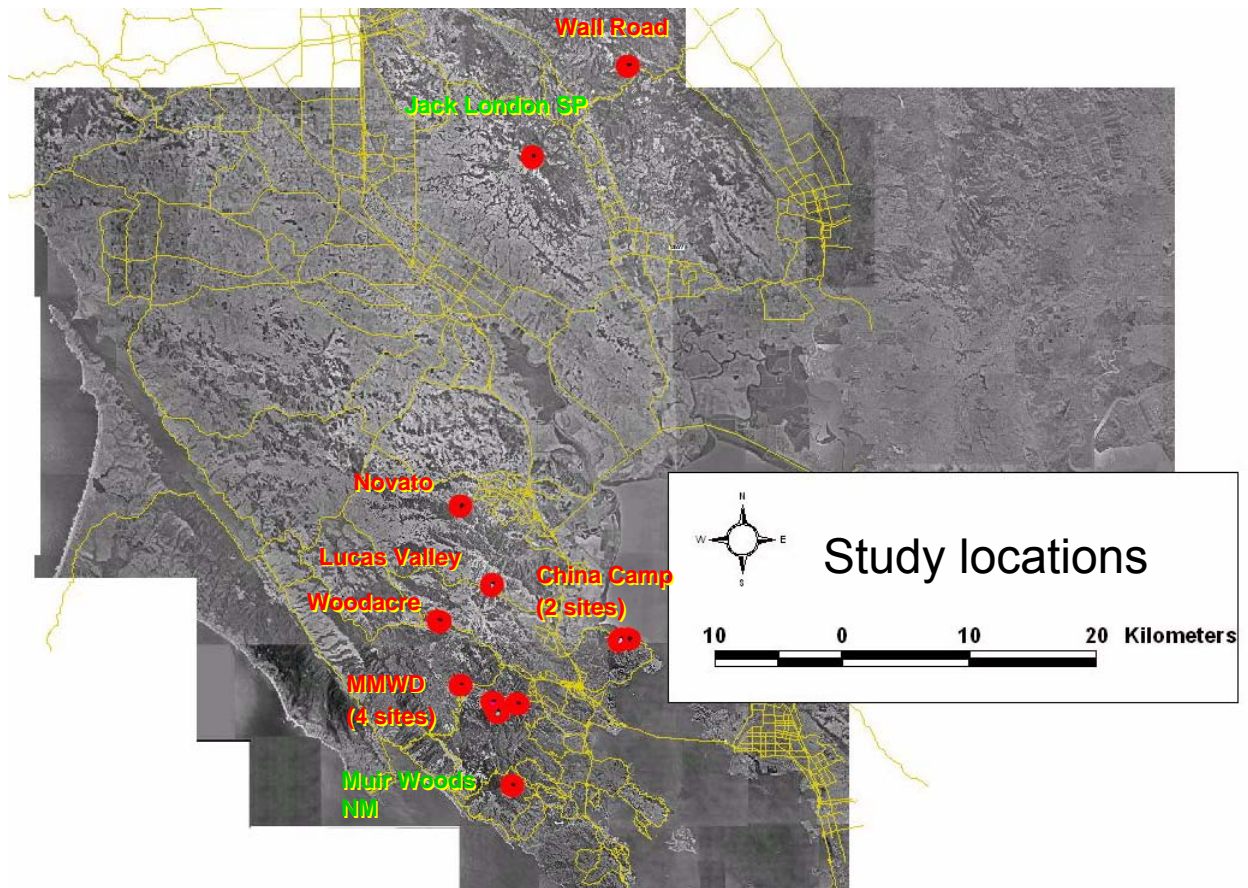 Wall Road
Jack London SP
Novato
Lucas Valley
China Camp
(2 sites)
Woodacre
MMWD
(4 sites)
Muir Woods
NM
N
W E
S
Study locations
10 0 10 20 Kilometers